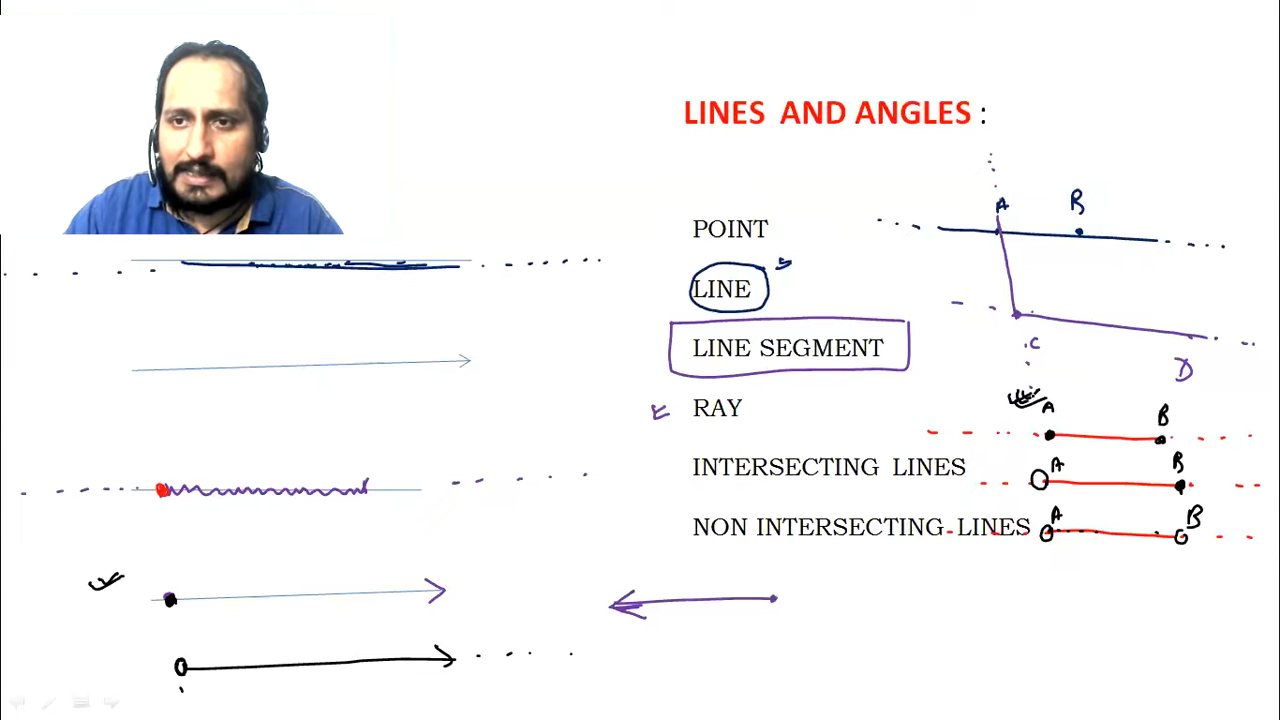 LINES AND ANGLES :
A B
POINT
LINE
C
LINE SEGMENT
D
RAY
A B
INTERSECTING LINES
A B
NON INTERSECTING LINES
A B